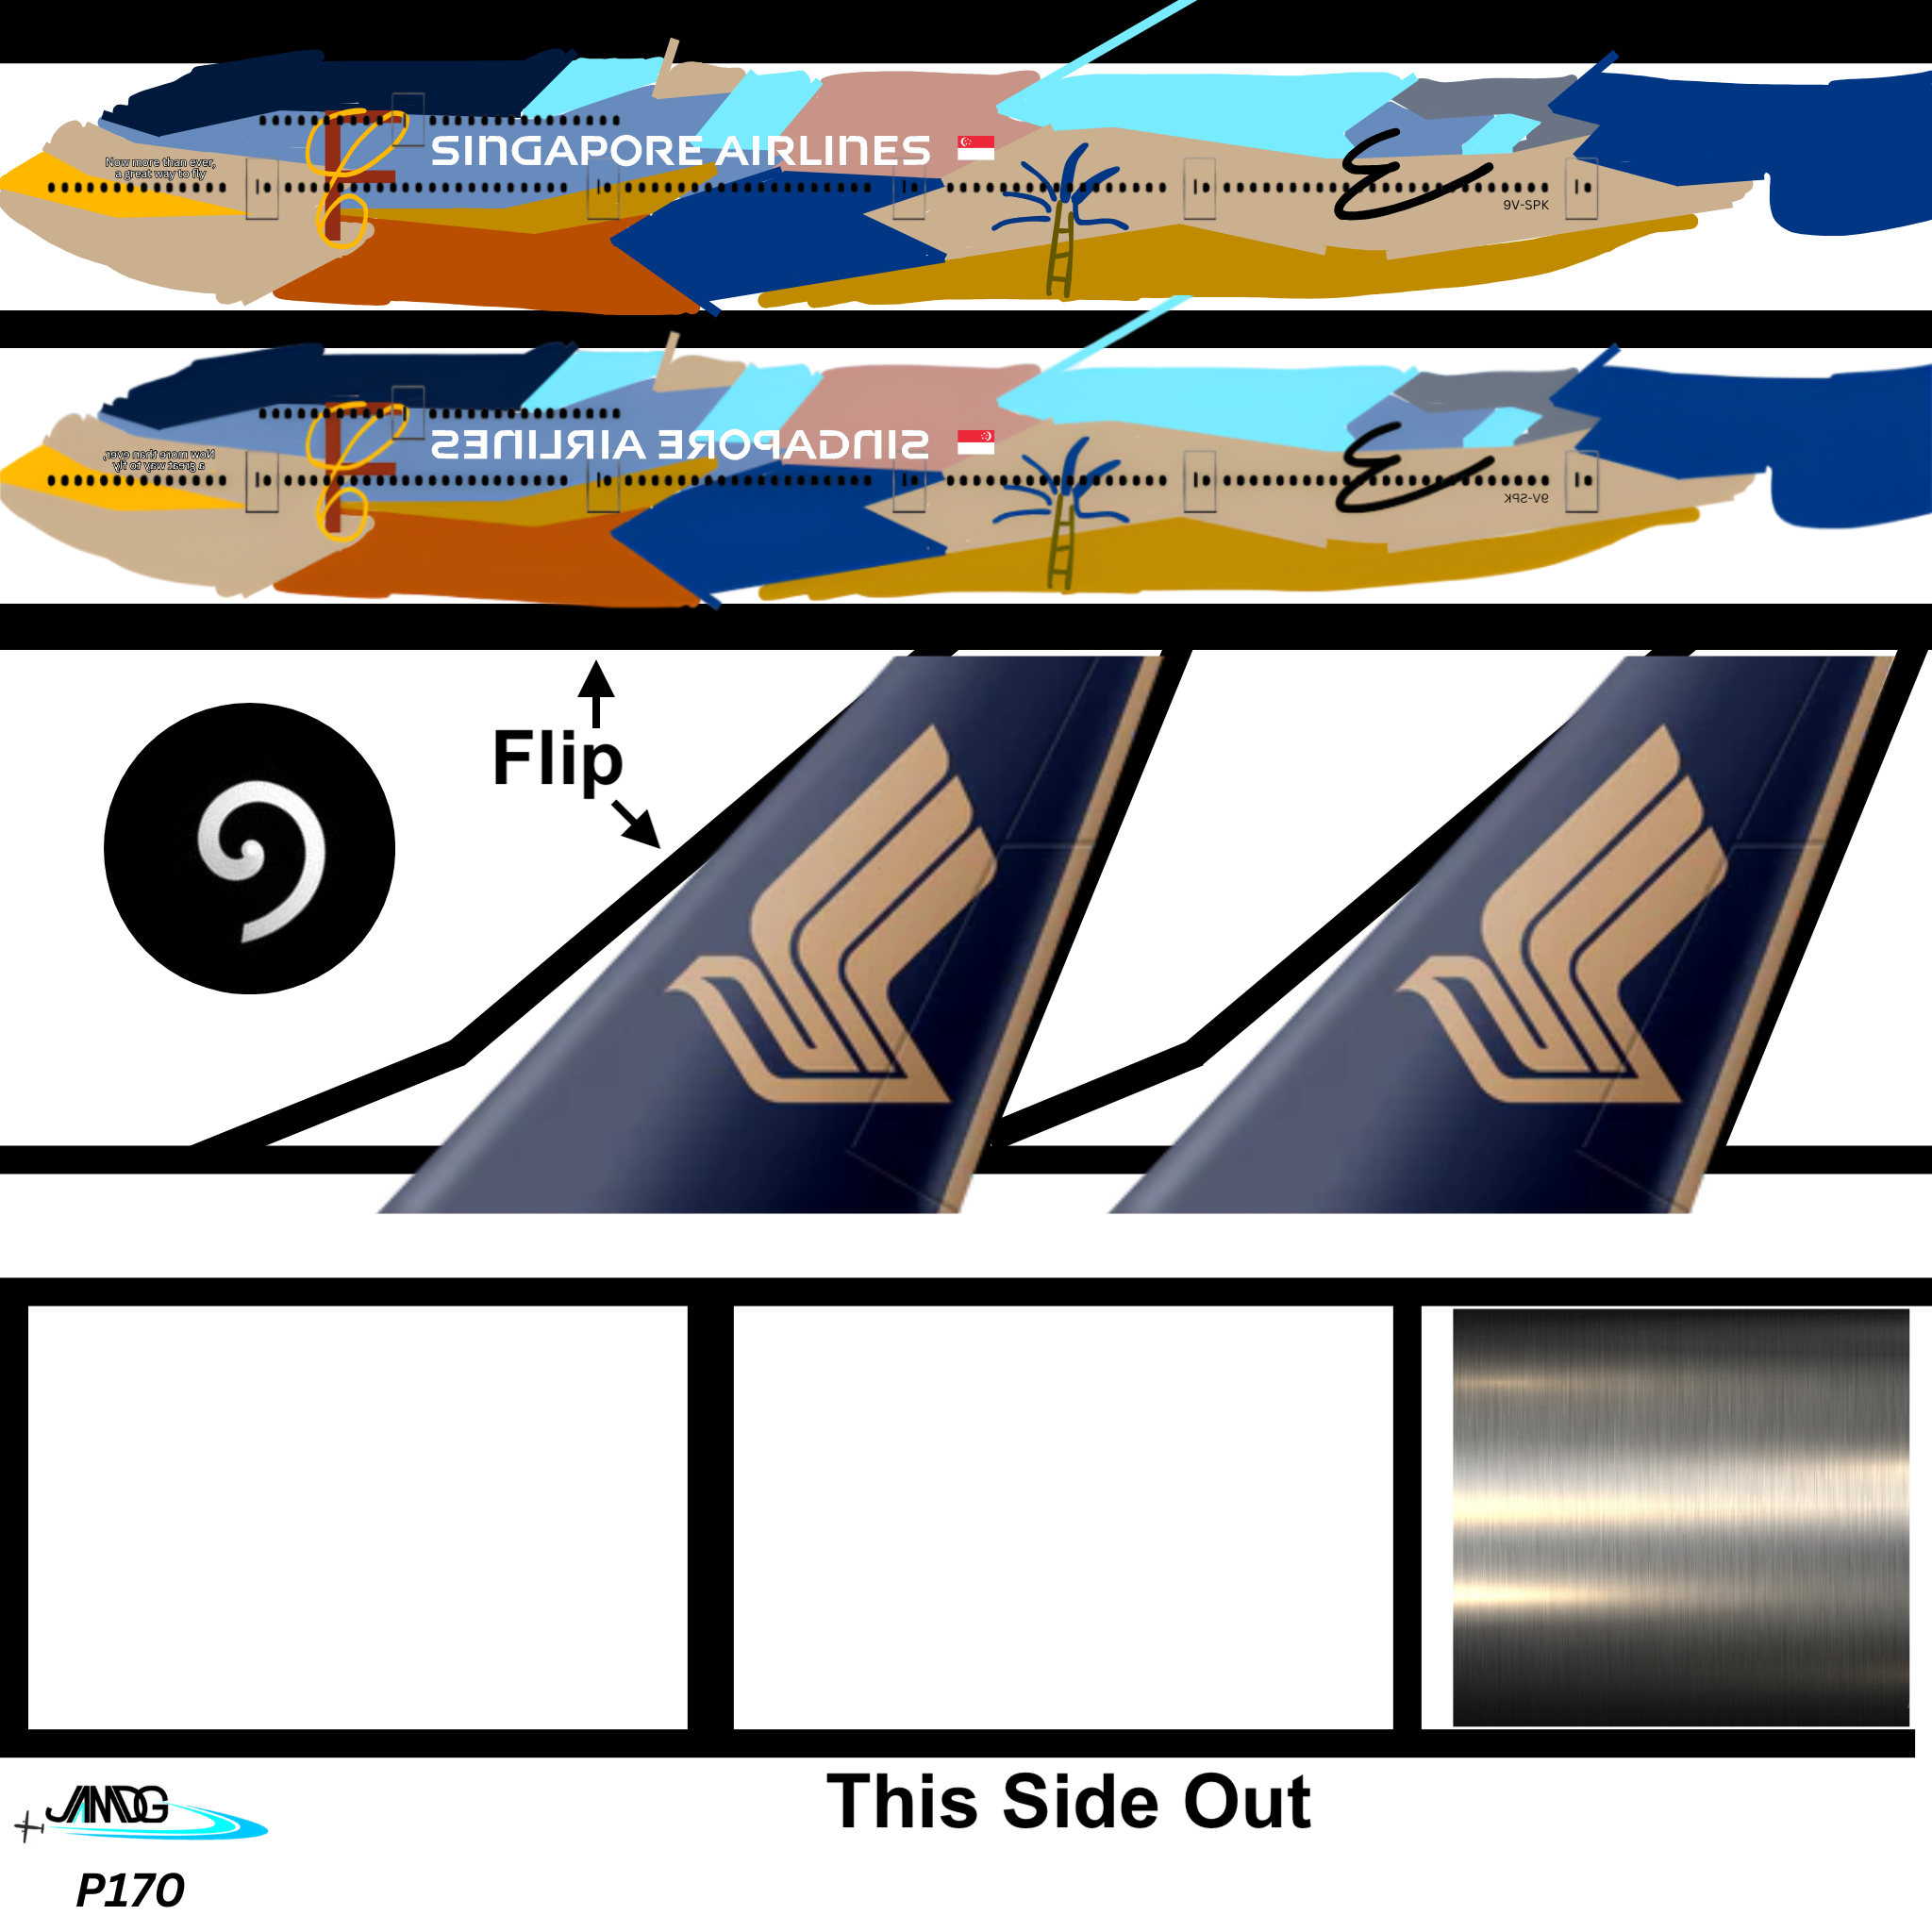 Now more than ever,
a great way to fly
SINGAPORE AIRLINES
9V-SPK
Now more than ever,
a great way to fly
SINGAPORE AIRLINES
9V-SPK
Flip
This Side Out
JAMDG
P170